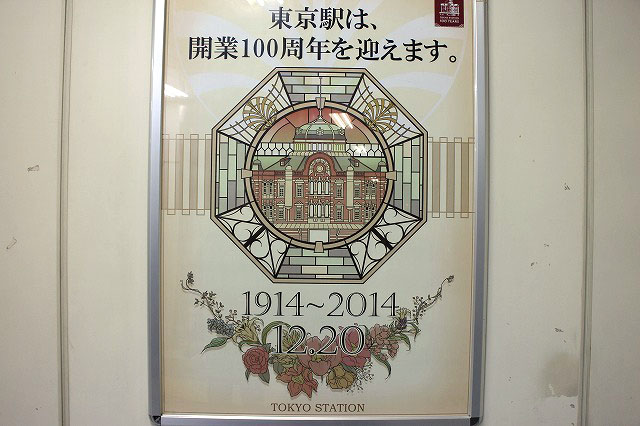 東京駅は、
開業100周年を迎えます。
1914~2014
12.20
TOKYO STATION